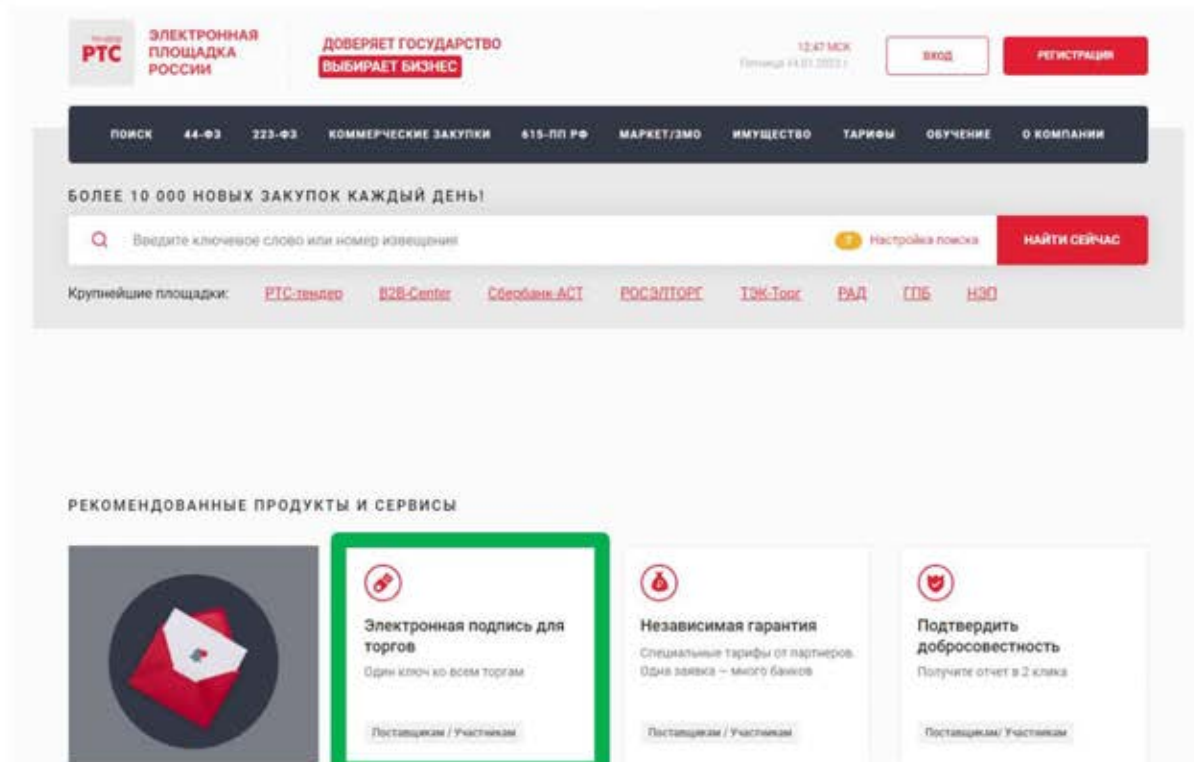 РТС
ЭЛЕКТРОННАЯ
ПЛОЩАДКА
РОССИИ
ДОВЕРЯЕТ ГОСУДАРСТВО
ВЫБИРАЕТ БИЗНЕС
12:47 МСК
Пятница
ВХОД
РЕГИСТРАЦИЯ
ПОИСК 44-ФЗ 223-ФЗ КОММЕРЧЕСКИЕ ЗАКУПКИ 615-ПП РФ МАРКЕТ/ЗМО ИМУЩЕСТВО ТАРИФЫ ОБУЧЕНИЕ О КОМПАНИИ
БОЛЕЕ 10 000 НОВЫХ ЗАКУПОК КАЖДЫЙ ДЕНЬ!
Введите ключевое слово или номер извещения
Настройка поиска
НАЙТИ СЕЙЧАС
Крупнейшие площадки: РТС-тендер B2B-Center Сбербанк-АСТ РОСЭЛТОРГ ТЭК-Торг РАД ГПБ НЭП
РЕКОМЕНДОВАННЫЕ ПРОДУКТЫ И СЕРВИСЫ
Электронная подпись для
торгов
Один ключ ко всем торгам
Поставщикам / Участникам
Независимая гарантия
Специальные тарифы от партнеров.
Одна заявка — много банков
Поставщикам / Участникам
Подтвердить
добросовестность
Получите отчет в 2 клика
Поставщикам/ Участникам